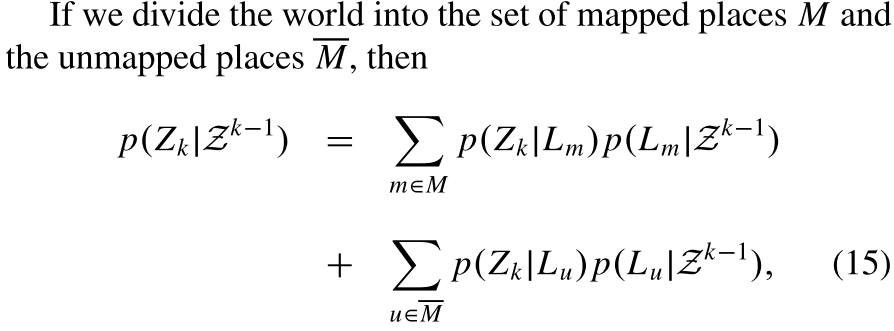 If we divide the world into the set of mapped places M and
the unmapped places M̅, then
p(Z_k|𝒵^{k−1}) = ∑_{m∈M} p(Z_k|L_m)p(L_m|𝒵^{k−1})
+ ∑_{u∈M̅} p(Z_k|L_u)p(L_u|𝒵^{k−1}), (15)